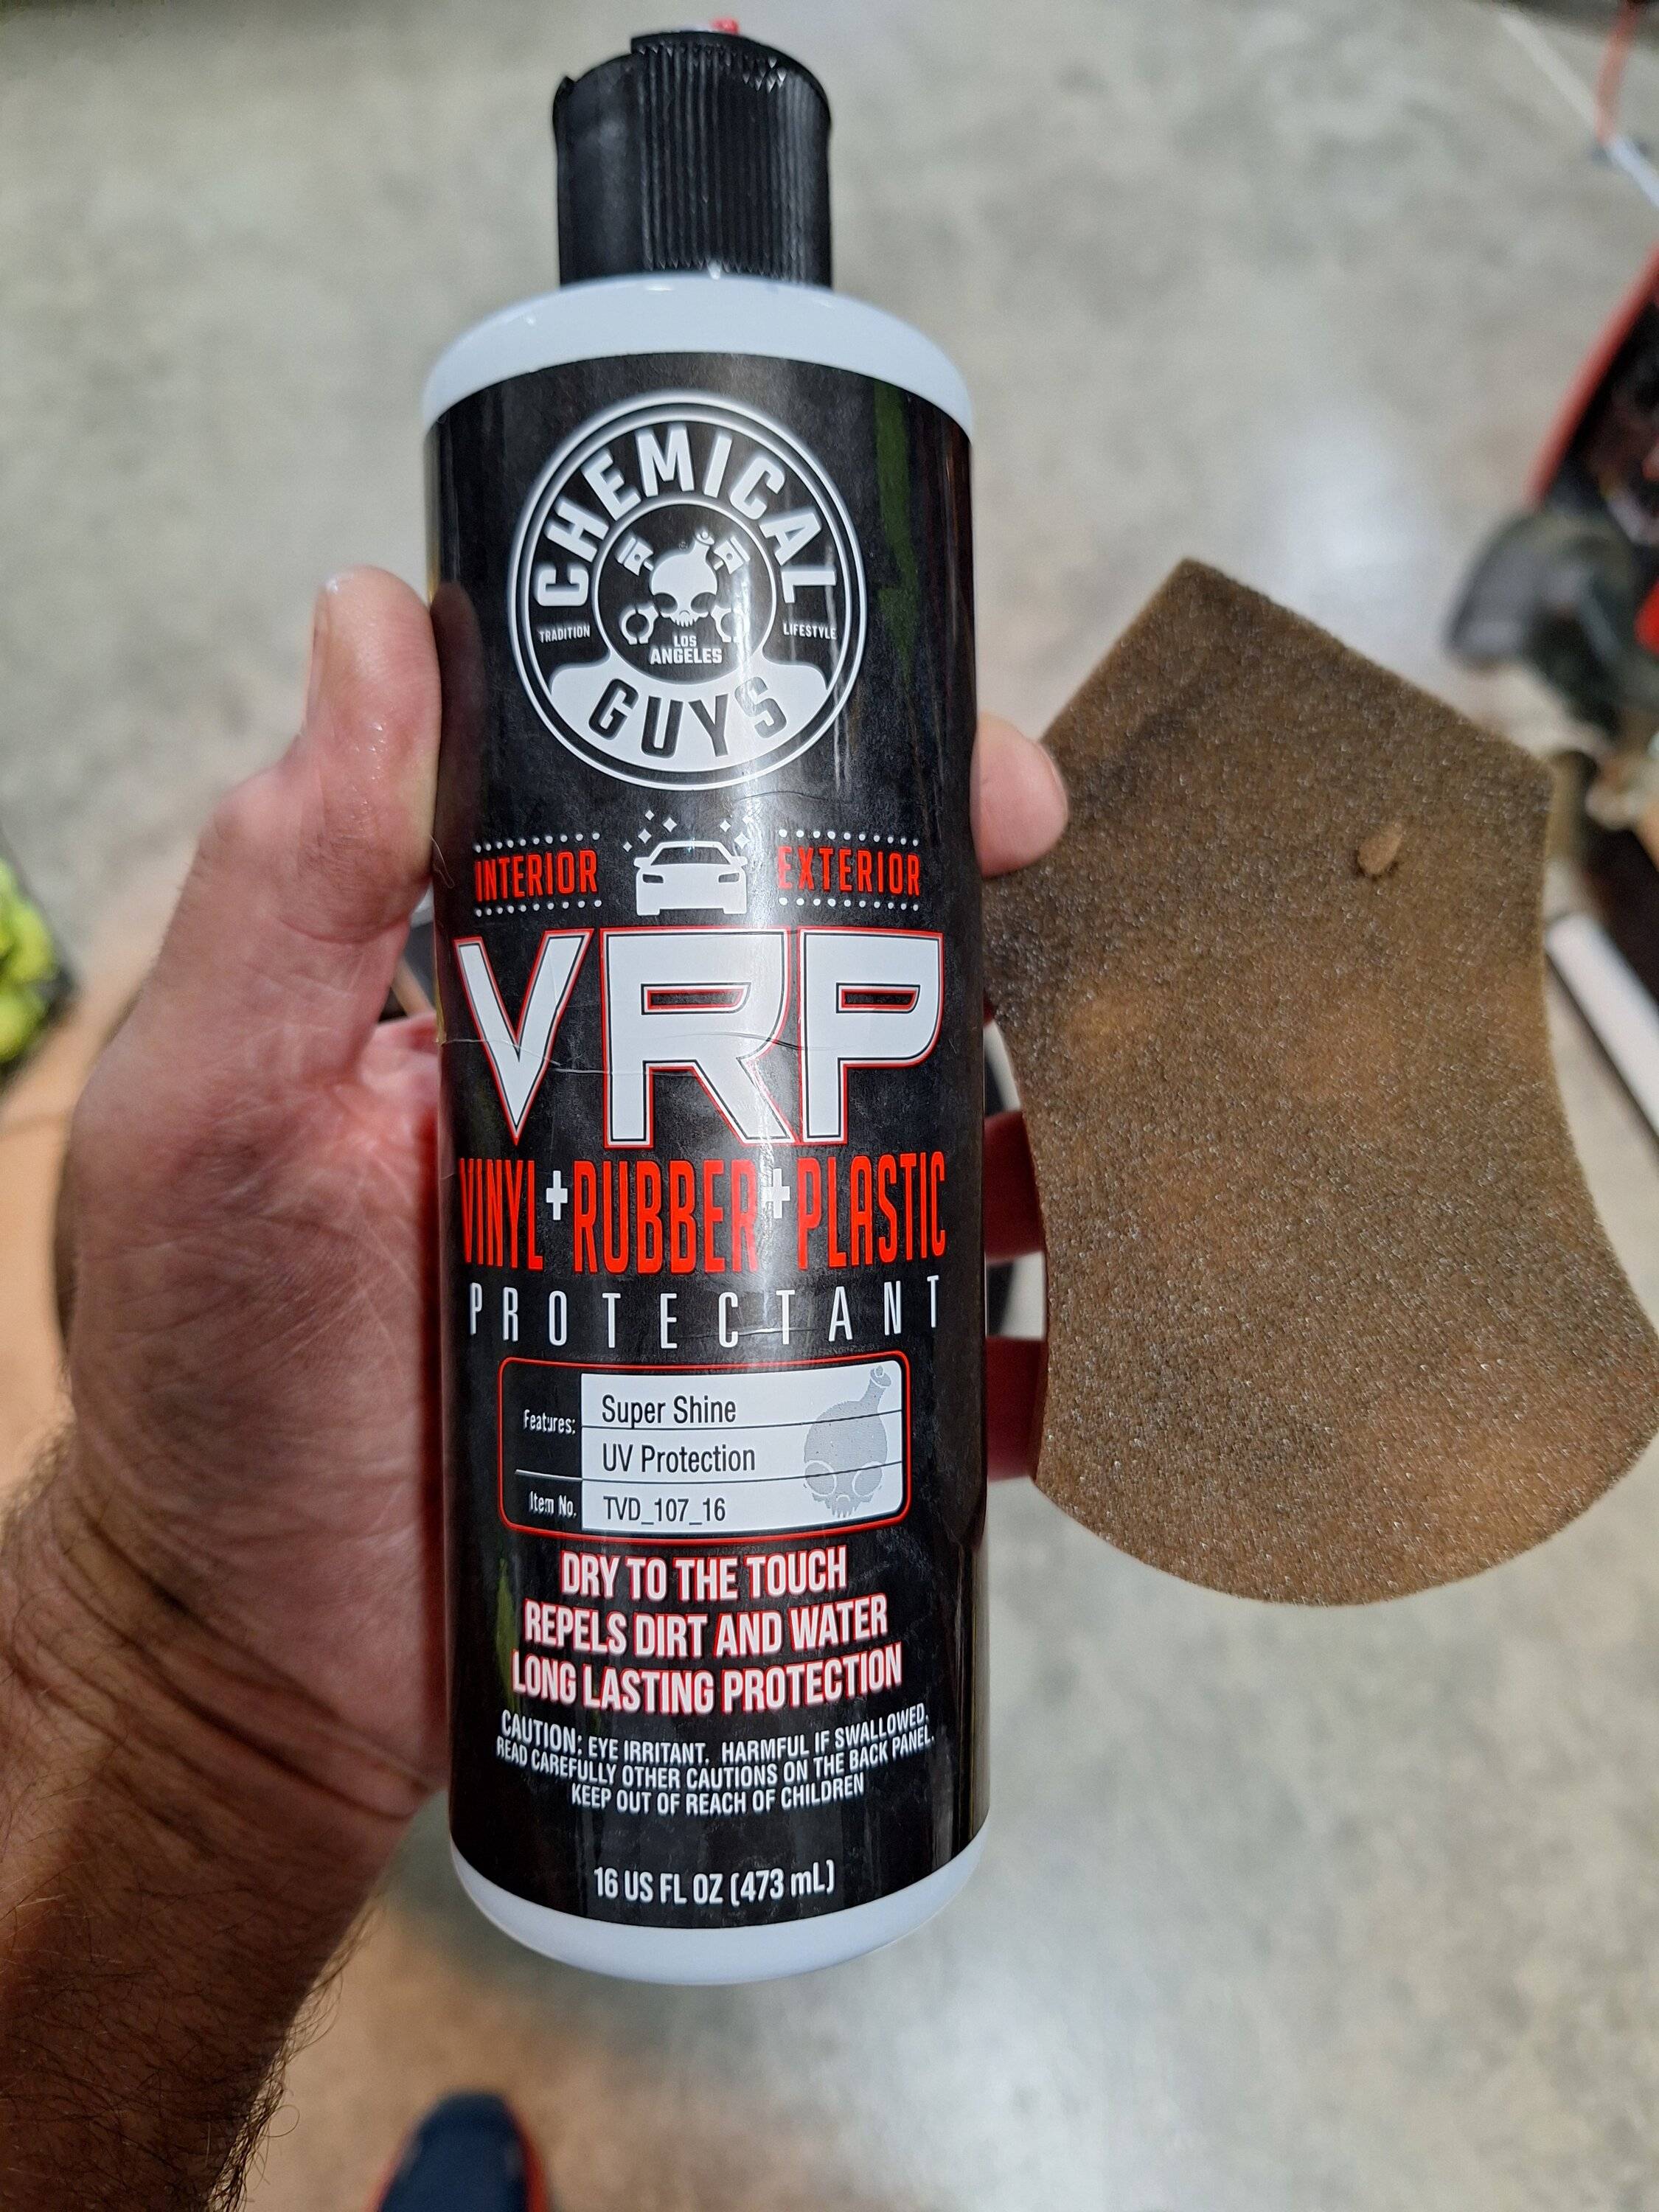 CHEMICAL
TRADITION LIFESTYLE
LOS
ANGELES
GUYS
INTERIOR EXTERIOR
VRP
VINYL+RUBBER+PLASTIC
PROTECTANT
Features: Super Shine
UV Protection
Item No. TVD_107_16
DRY TO THE TOUCH
REPELS DIRT AND WATER
LONG LASTING PROTECTION
CAUTION: EYE IRRITANT. HARMFUL IF SWALLOWED.
READ CAREFULLY OTHER CAUTIONS ON THE BACK PANEL.
KEEP OUT OF REACH OF CHILDREN
16 US FL OZ (473 mL)